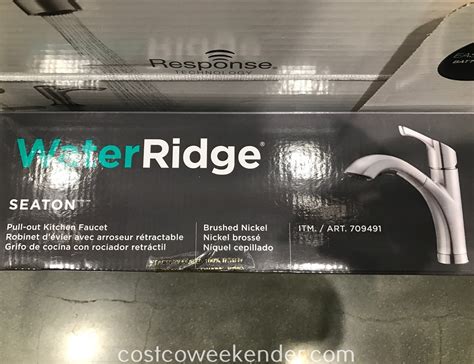 Response
TECHNOLOGY
WaterRidge®
SEATON
Pull-out Kitchen Faucet
Robinet d'évier avec arroseur rétractable
Grifo de cocina con rociador retráctil
Brushed Nickel
Nickel brossé
Níquel cepillado
ITM. / ART. 709491
costcoweekender.com